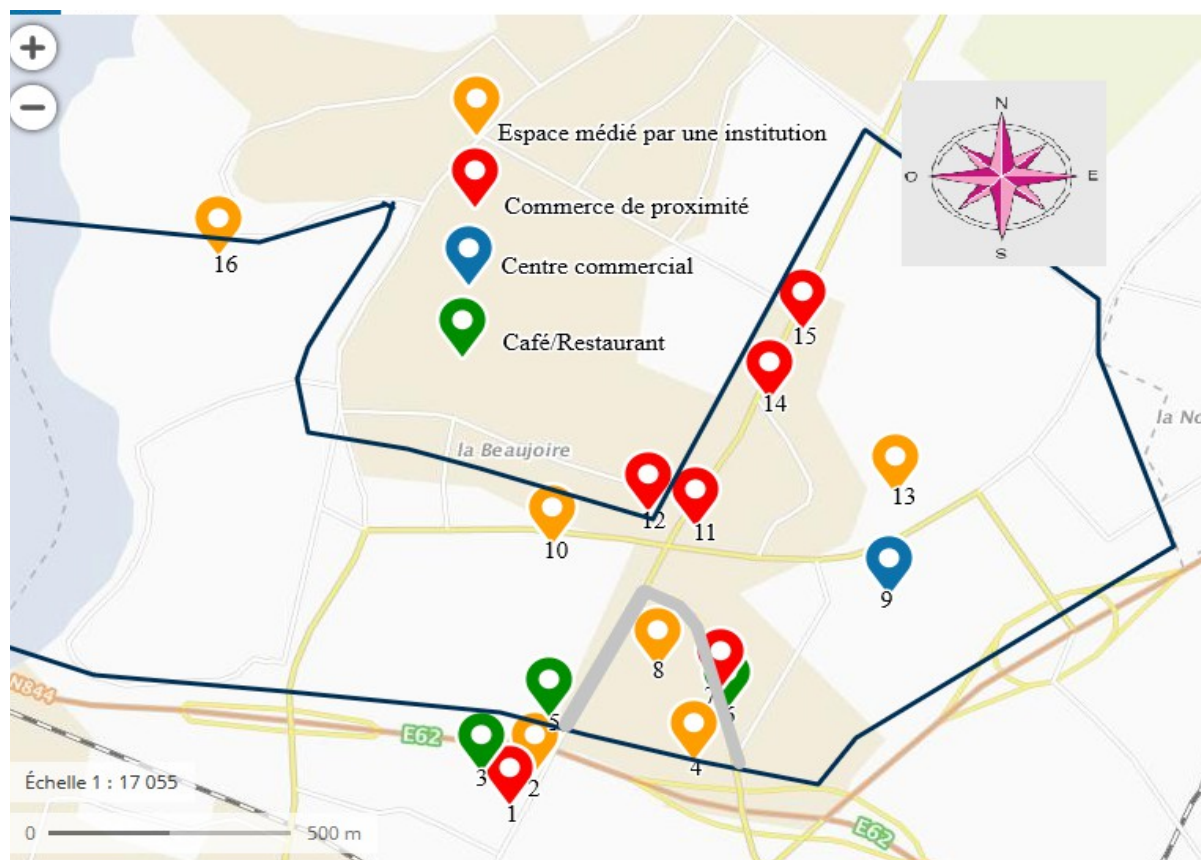 +
−
N
O
E
S
Espace médié par une institution
Commerce de proximité
Centre commercial
Café/Restaurant
16
15
14
la No
la Beaujoire
13
12
11
10
9
8
7
6
5
4
N844
E62
3
2
1
E62
Échelle 1 : 17 055
0
500 m